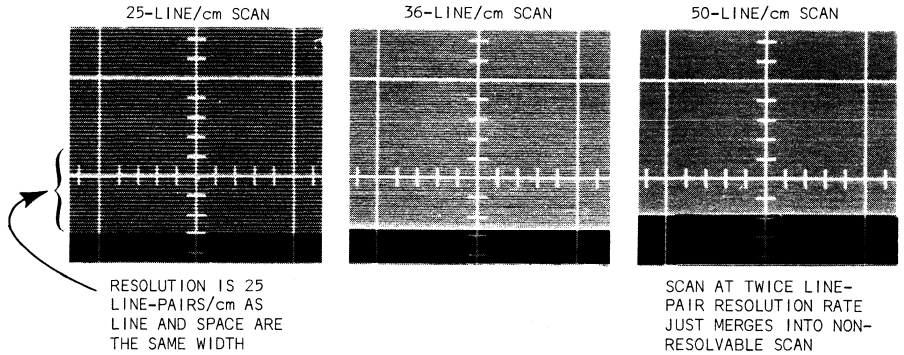 25-LINE/cm SCAN
36-LINE/cm SCAN
50-LINE/cm SCAN
RESOLUTION IS 25
LINE-PAIRS/cm AS
LINE AND SPACE ARE
THE SAME WIDTH
SCAN AT TWICE LINE-
PAIR RESOLUTION RATE
JUST MERGES INTO NON-
RESOLVABLE SCAN